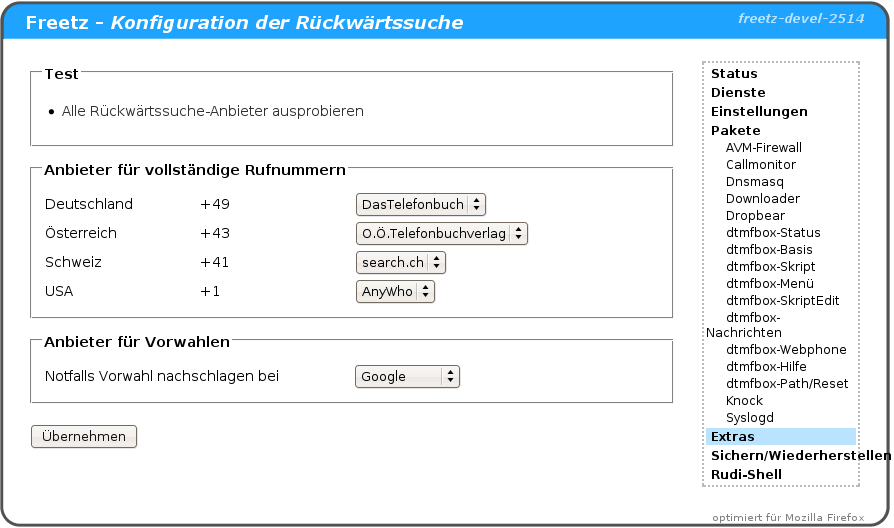 Freetz – Konfiguration der Rückwärtssuche
freetz-devel-2514
Test
• Alle Rückwärtssuche-Anbieter ausprobieren
Anbieter für vollständige Rufnummern
Deutschland +49 DasTelefonbuch
Österreich +43 O.Ö.Telefonbuchverlag
Schweiz +41 search.ch
USA +1 AnyWho
Anbieter für Vorwahlen
Notfalls Vorwahl nachschlagen bei Google
Übernehmen
Status
Dienste
Einstellungen
Pakete
AVM-Firewall
Callmonitor
Dnsmasq
Downloader
Dropbear
dtmfbox-Status
dtmfbox-Basis
dtmfbox-Skript
dtmfbox-Menü
dtmfbox-SkriptEdit
dtmfbox-
Nachrichten
dtmfbox-Webphone
dtmfbox-Hilfe
dtmfbox-Path/Reset
Knock
Syslogd
Extras
Sichern/Wiederherstellen
Rudi-Shell
optimiert für Mozilla Firefox